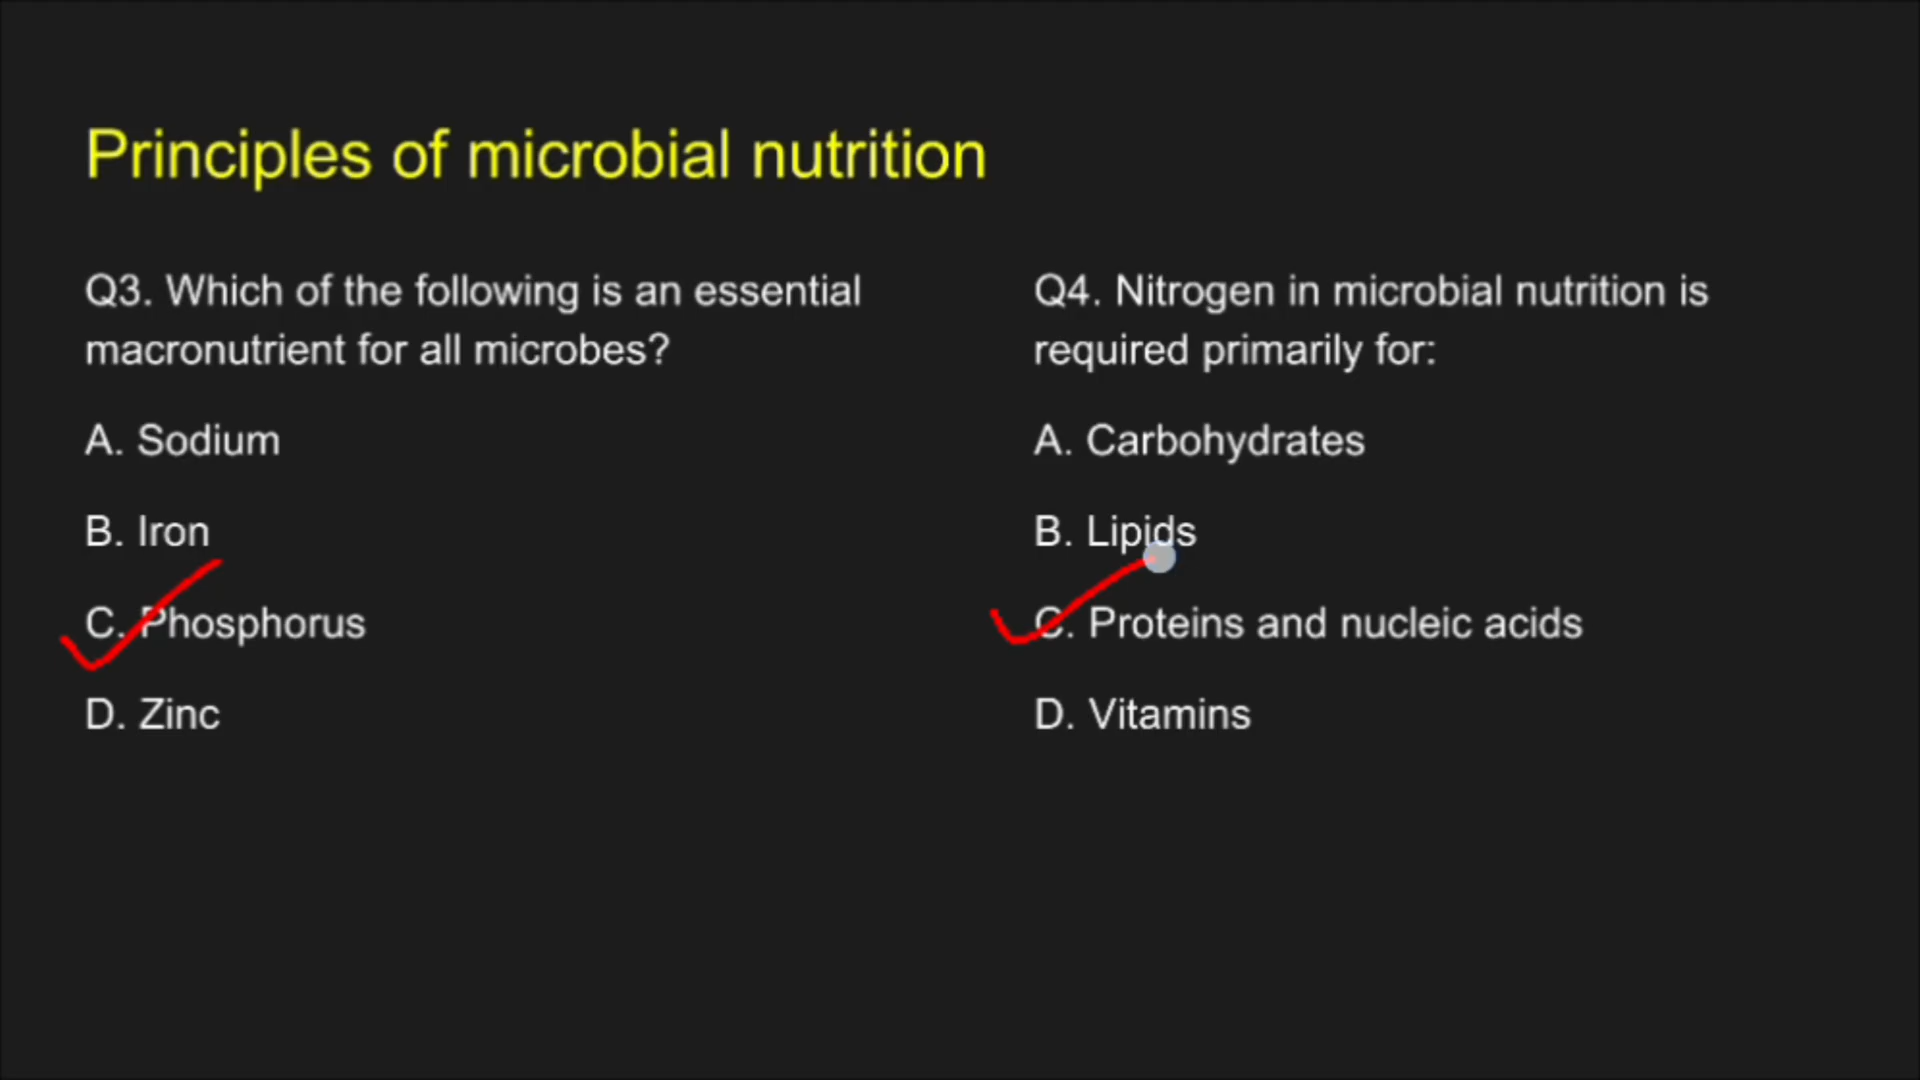 Principles of microbial nutrition
Q3. Which of the following is an essential
macronutrient for all microbes?
A. Sodium
B. Iron
C. Phosphorus
D. Zinc
Q4. Nitrogen in microbial nutrition is
required primarily for:
A. Carbohydrates
B. Lipids
C. Proteins and nucleic acids
D. Vitamins